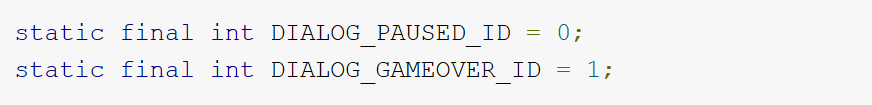 static final int DIALOG_PAUSED_ID = 0;
static final int DIALOG_GAMEOVER_ID = 1;